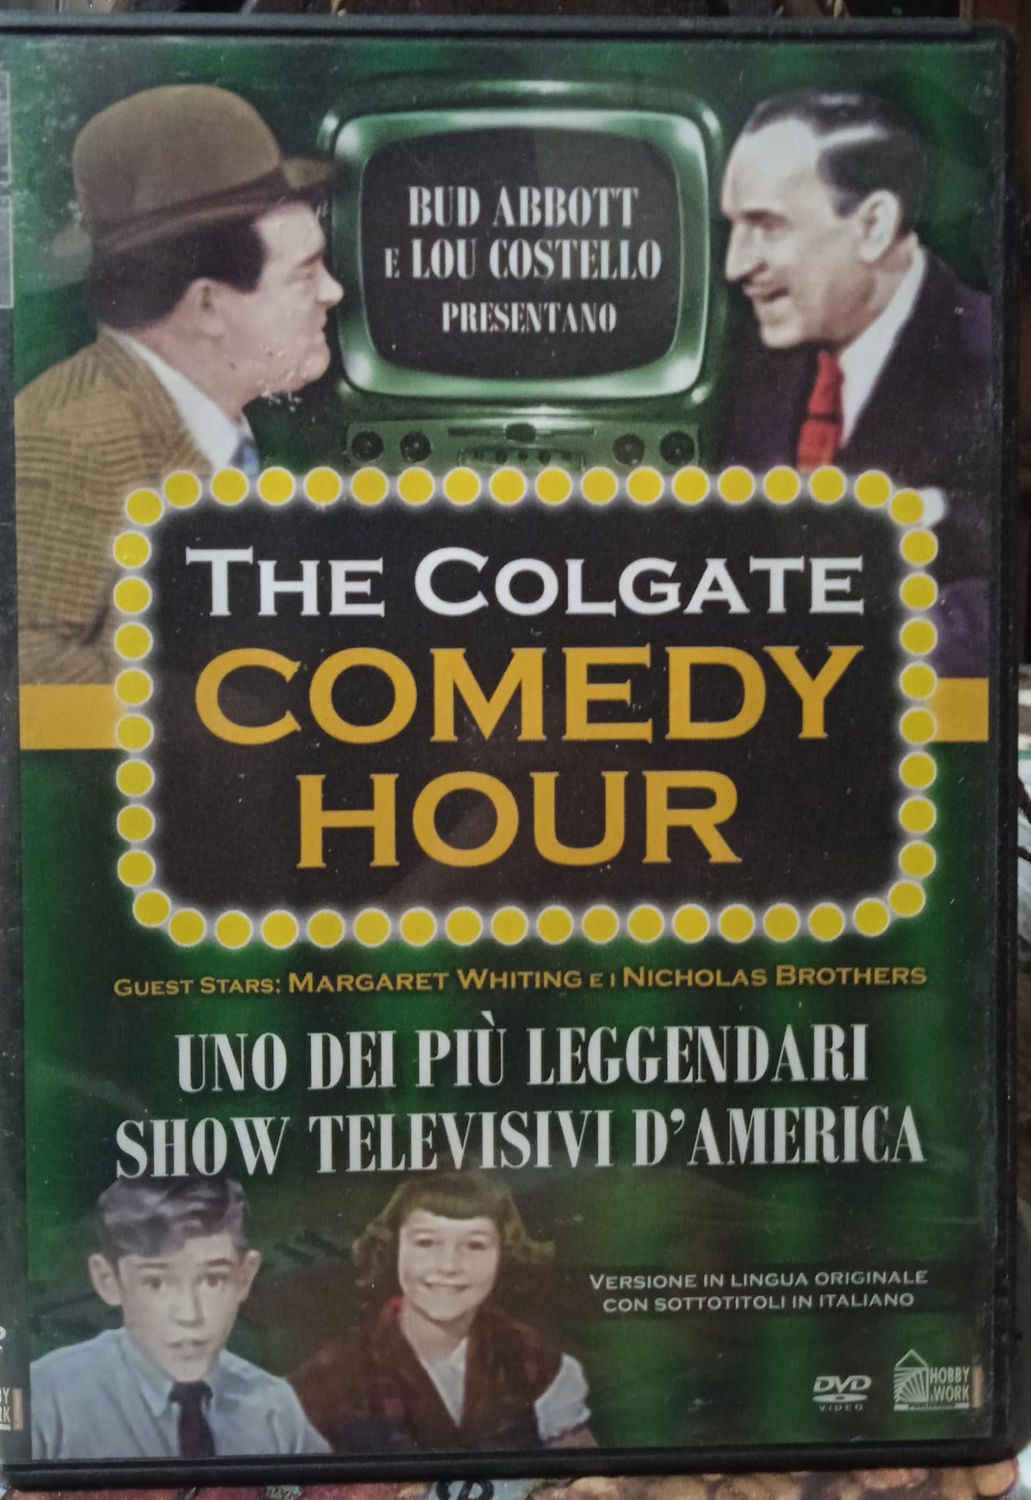 BUD ABBOTT
E LOU COSTELLO
PRESENTANO
THE COLGATE
COMEDY
HOUR
GUEST STARS: MARGARET WHITING E I NICHOLAS BROTHERS
UNO DEI PIÙ LEGGENDARI
SHOW TELEVISIVI D'AMERICA
VERSIONE IN LINGUA ORIGINALE
CON SOTTOTITOLI IN ITALIANO
DVD
VIDEO
HOBBY
& WORK